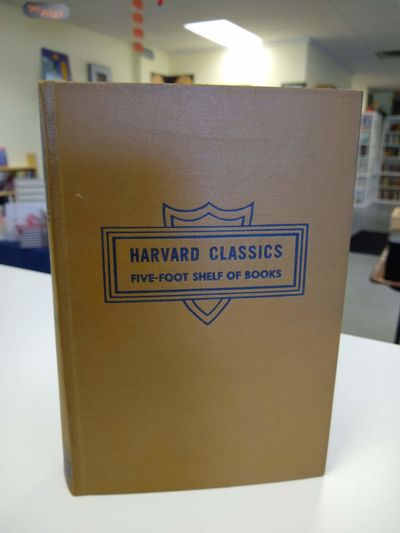 HARVARD CLASSICS
FIVE-FOOT SHELF OF BOOKS